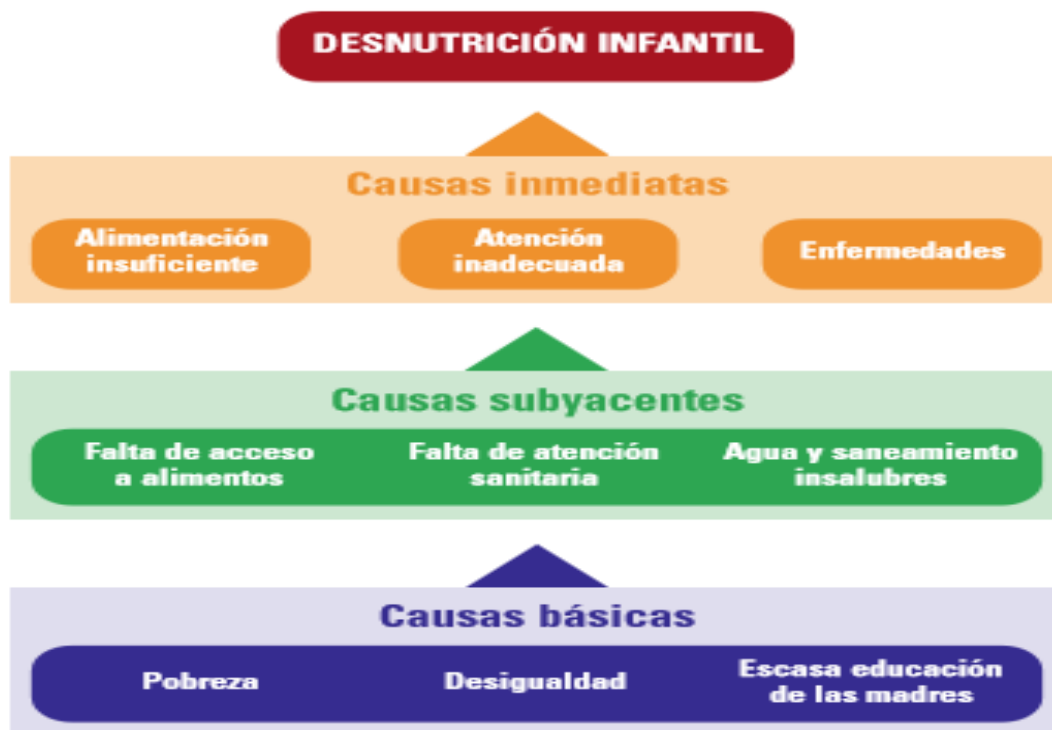 DESNUTRICIÓN INFANTIL
Causas inmediatas
Alimentación
insuficiente
Atención
inadecuada
Enfermedades
Causas subyacentes
Falta de acceso
a alimentos
Falta de atención
sanitaria
Agua y saneamiento
insalubres
Causas básicas
Pobreza
Desigualdad
Escasa educación
de las madres